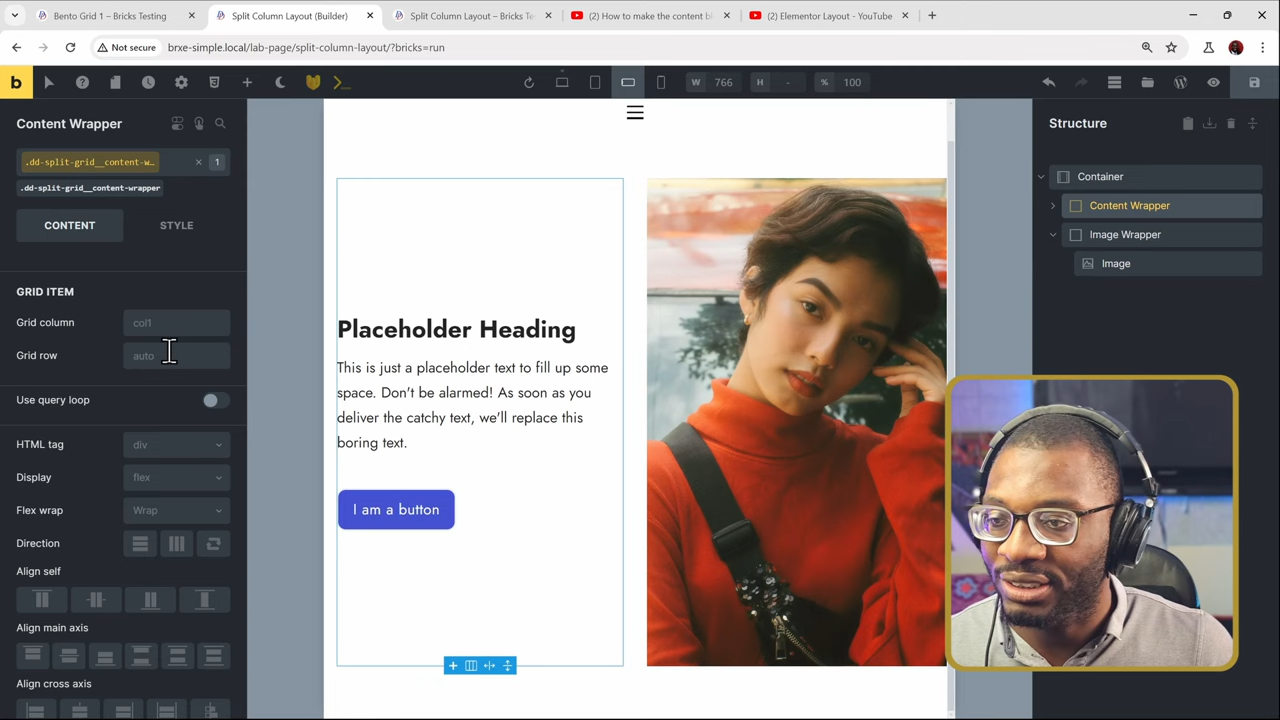 Bento Grid 1 – Bricks Testing
Split Column Layout (Builder)
Split Column Layout – Bricks Te
(2) How to make the content bl
(2) Elementor Layout - YouTube
Not secure
brxe-simple.local/lab-page/split-column-layout/?bricks=run
b
W 766 H - % 100
Content Wrapper
.dd-split-grid__content-w…
1
.dd-split-grid__content-wrapper
CONTENT
STYLE
GRID ITEM
Grid column col1
Grid row auto
Use query loop
HTML tag div
Display flex
Flex wrap Wrap
Direction
Align self
Align main axis
Align cross axis
Placeholder Heading
This is just a placeholder text to fill up some
space. Don't be alarmed! As soon as you
deliver the catchy text, we'll replace this
boring text.
I am a button
Structure
Container
Content Wrapper
Image Wrapper
Image